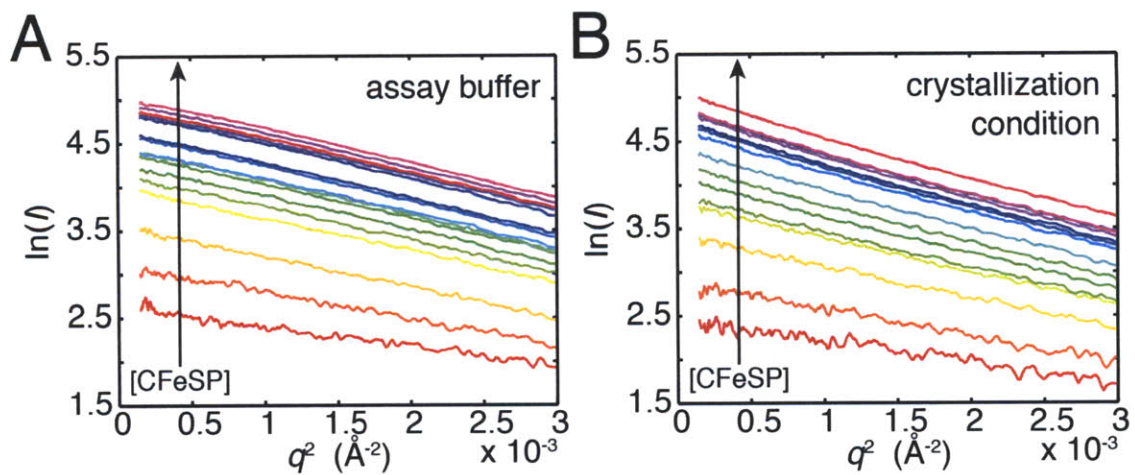 A
5.5
4.5
3.5
2.5
1.5
ln(I)
assay buffer
[CFeSP]
0 0.5 1 1.5 2 2.5 3
q² (Å⁻²) x 10⁻³
B
5.5
4.5
3.5
2.5
1.5
ln(I)
crystallization
condition
[CFeSP]
0 0.5 1 1.5 2 2.5 3
q² (Å⁻²) x 10⁻³